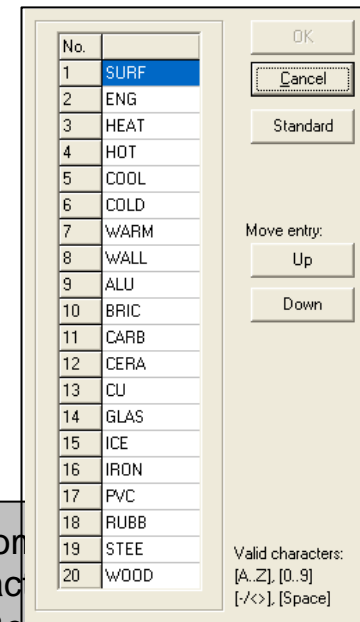 No.
1 SURF
2 ENG
3 HEAT
4 HOT
5 COOL
6 COLD
7 WARM
8 WALL
9 ALU
10 BRIC
11 CARB
12 CERA
13 CU
14 GLAS
15 ICE
16 IRON
17 PVC
18 RUBB
19 STEE
20 WOOD
OK
Cancel
Standard
Move entry:
Up
Down
Valid characters:
[A..Z], [0..9]
[-/<>], [Space]